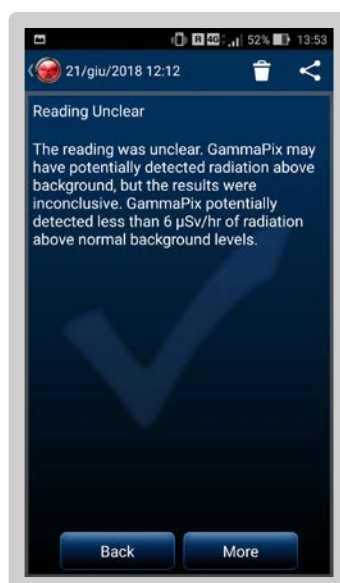 R 4G 52% 13:53
21/giu/2018 12:12
Reading Unclear
The reading was unclear. GammaPix may
have potentially detected radiation above
background, but the results were
inconclusive. GammaPix potentially
detected less than 6 µSv/hr of radiation
above normal background levels.
Back More